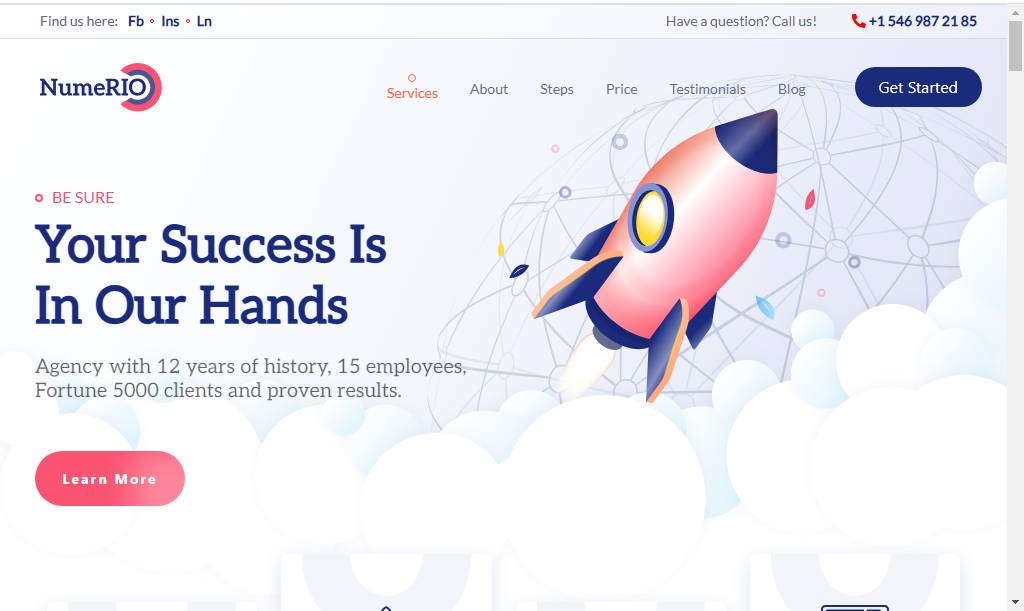 Find us here: Fb Ins Ln Have a question? Call us! +1 546 987 21 85
NumeRIO Services About Steps Price Testimonials Blog Get Started
BE SURE
Your Success Is
In Our Hands
Agency with 12 years of history, 15 employees,
Fortune 5000 clients and proven results.
Learn More